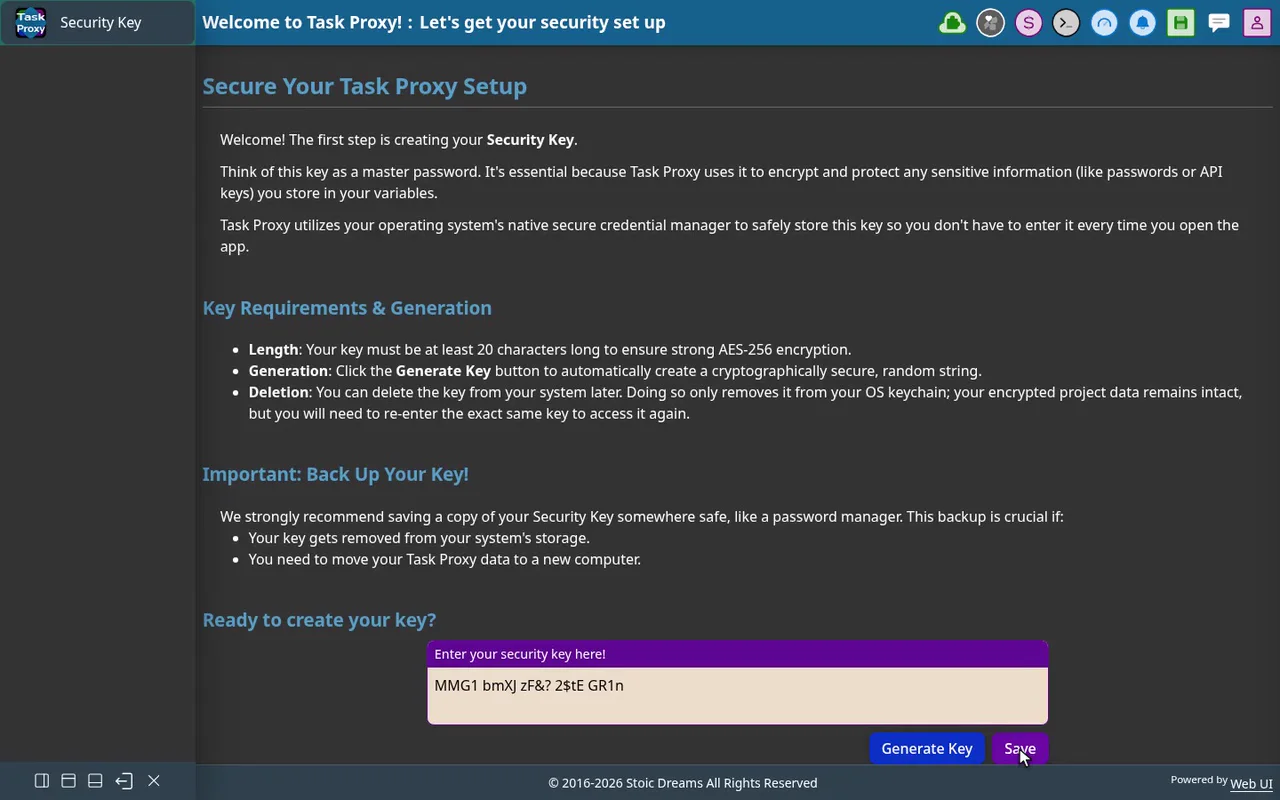 Task Proxy
Security Key
Welcome to Task Proxy! : Let's get your security set up
S
Secure Your Task Proxy Setup
Welcome! The first step is creating your Security Key.
Think of this key as a master password. It's essential because Task Proxy uses it to encrypt and protect any sensitive information (like passwords or API
keys) you store in your variables.
Task Proxy utilizes your operating system's native secure credential manager to safely store this key so you don't have to enter it every time you open the
app.
Key Requirements & Generation
• Length: Your key must be at least 20 characters long to ensure strong AES-256 encryption.
• Generation: Click the Generate Key button to automatically create a cryptographically secure, random string.
• Deletion: You can delete the key from your system later. Doing so only removes it from your OS keychain; your encrypted project data remains intact,
but you will need to re-enter the exact same key to access it again.
Important: Back Up Your Key!
We strongly recommend saving a copy of your Security Key somewhere safe, like a password manager. This backup is crucial if:
• Your key gets removed from your system's storage.
• You need to move your Task Proxy data to a new computer.
Ready to create your key?
Enter your security key here!
MMG1 bmXJ zF&? 2$tE GR1n
Generate Key
Save
© 2016-2026 Stoic Dreams All Rights Reserved
Powered by Web UI